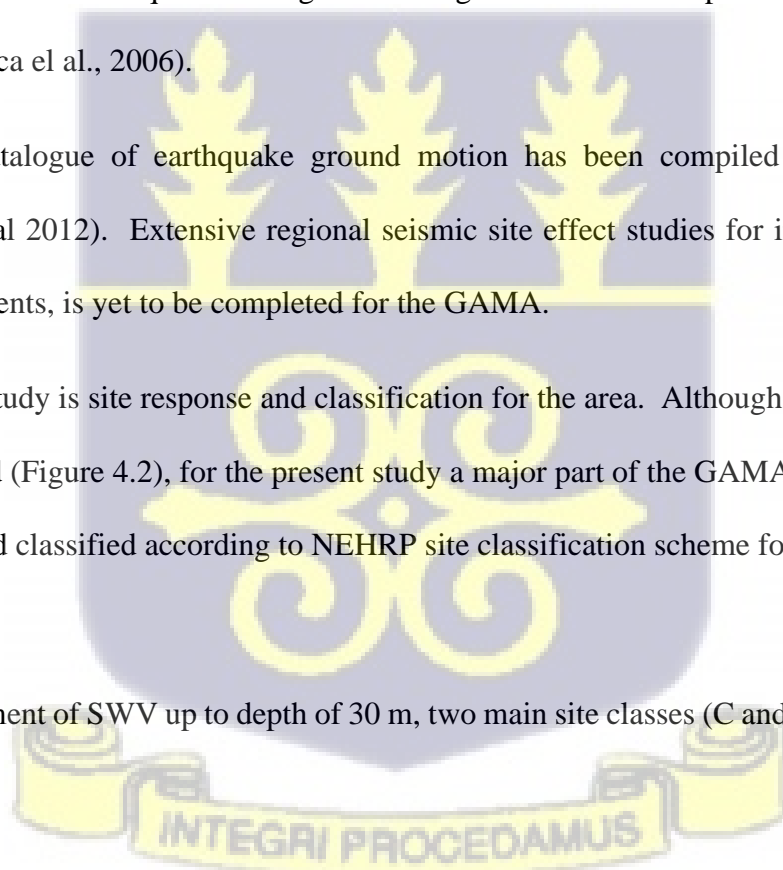 ca el al., 2006).
talogue of earthquake ground motion has been compiled
al 2012). Extensive regional seismic site effect studies for i
ents, is yet to be completed for the GAMA.
tudy is site response and classification for the area. Although
l (Figure 4.2), for the present study a major part of the GAMA
d classified according to NEHRP site classification scheme fo
ment of SWV up to depth of 30 m, two main site classes (C and
INTEGRI PROCEDAMUS